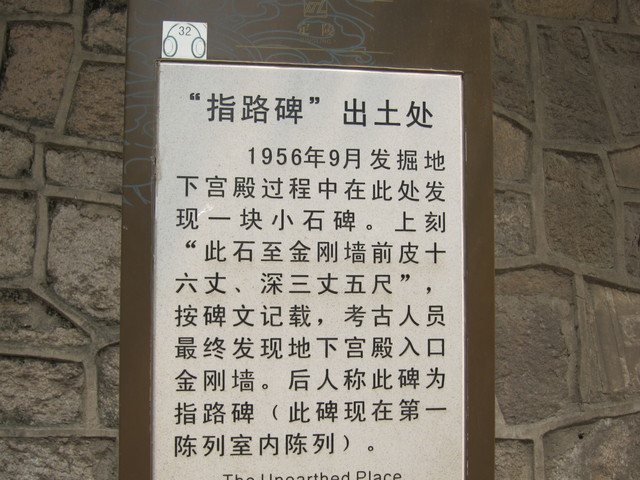 32
“指路碑”出土处
1956年9月发掘地
下宫殿过程中在此处发
现一块小石碑。上刻
“此石至金刚墙前皮十
六丈、深三丈五尺”，
按碑文记载，考古人员
最终发现地下宫殿入口
金刚墙。后人称此碑为
指路碑（此碑现在第一
陈列室内陈列）。
The Unearthed Place